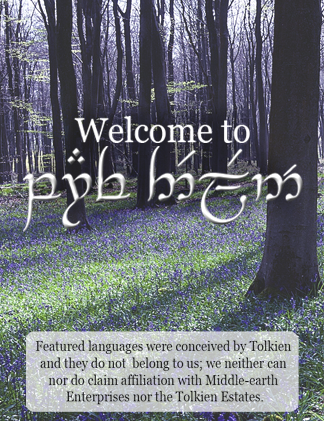 Welcome to
Featured languages were conceived by Tolkien
and they do not belong to us; we neither can
nor do claim affiliation with Middle-earth
Enterprises nor the Tolkien Estates.